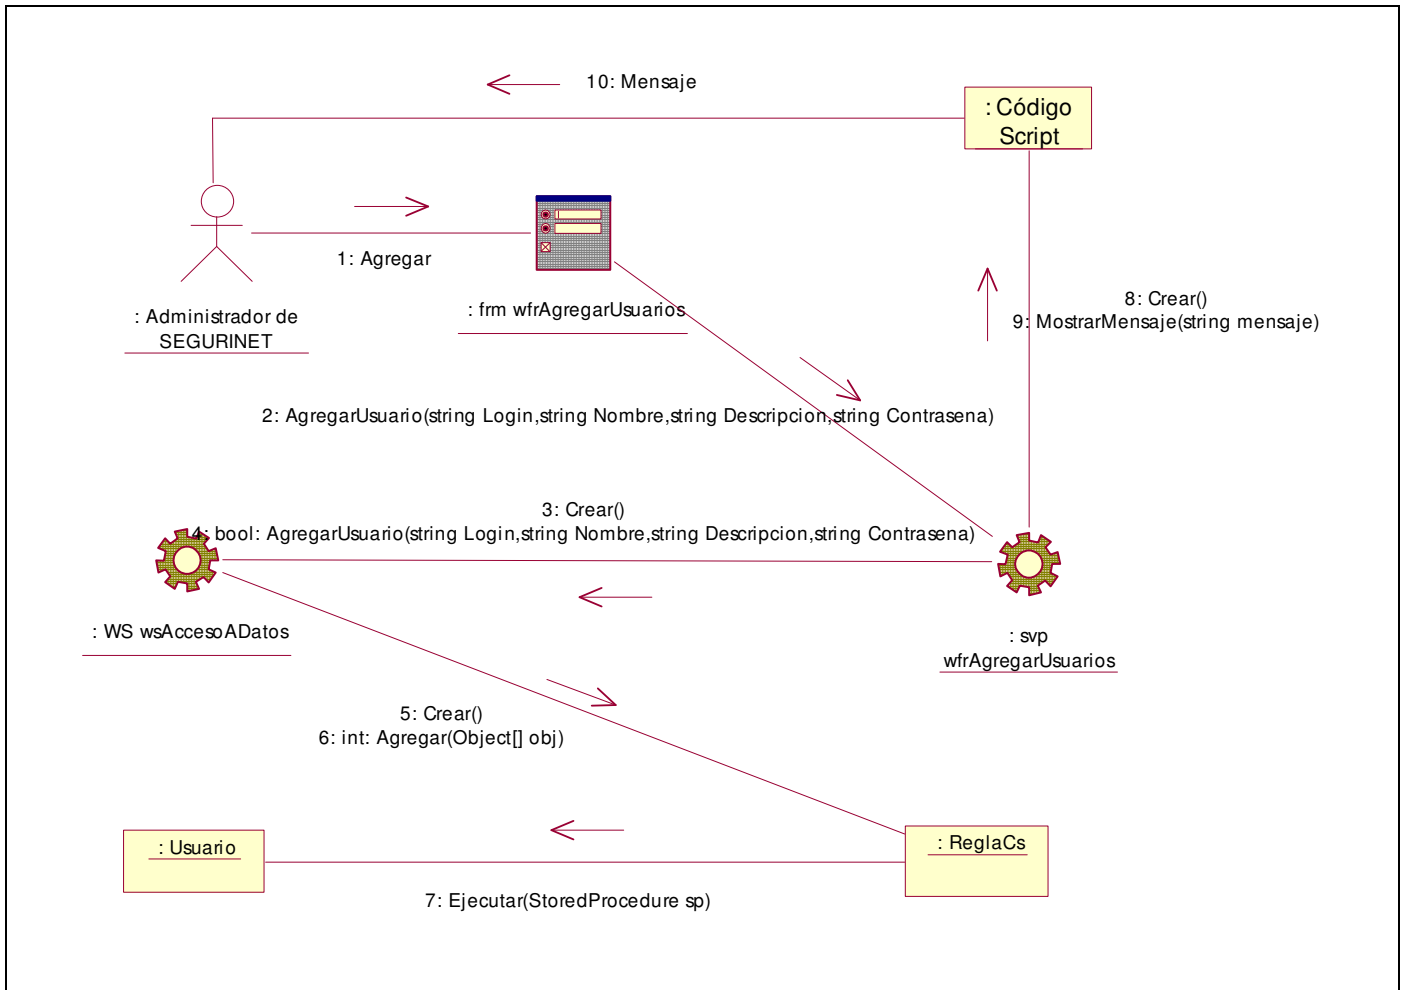 10: Mensaje
: Código
Script
1: Agregar
: Administrador de
SEGURINET
: frm wfrAgregarUsuarios
8: Crear()
9: MostrarMensaje(string mensaje)
2: AgregarUsuario(string Login,string Nombre,string Descripcion,string Contrasena)
3: Crear()
4: bool: AgregarUsuario(string Login,string Nombre,string Descripcion,string Contrasena)
: WS wsAccesoADatos
: svp
wfrAgregarUsuarios
5: Crear()
6: int: Agregar(Object[] obj)
: Usuario
: ReglaCs
7: Ejecutar(StoredProcedure sp)